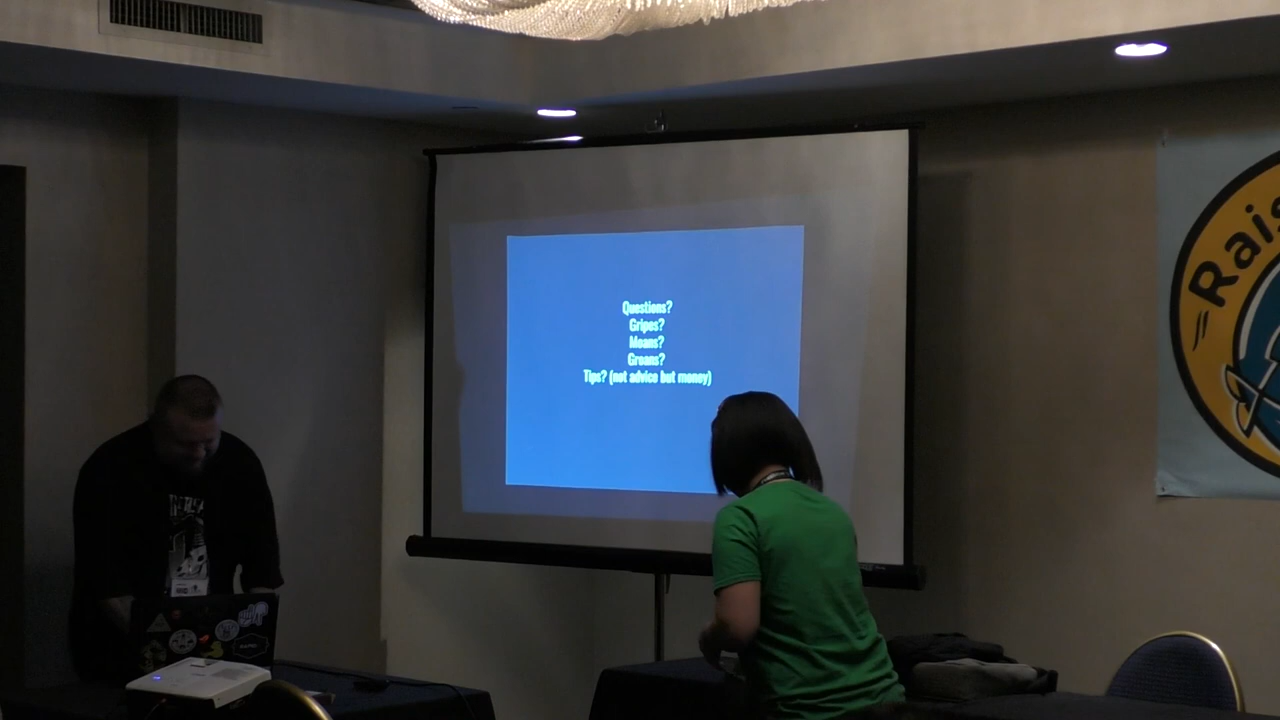 Questions?
Gripes?
Moans?
Groans?
Tips? (not advice but money)
Rais